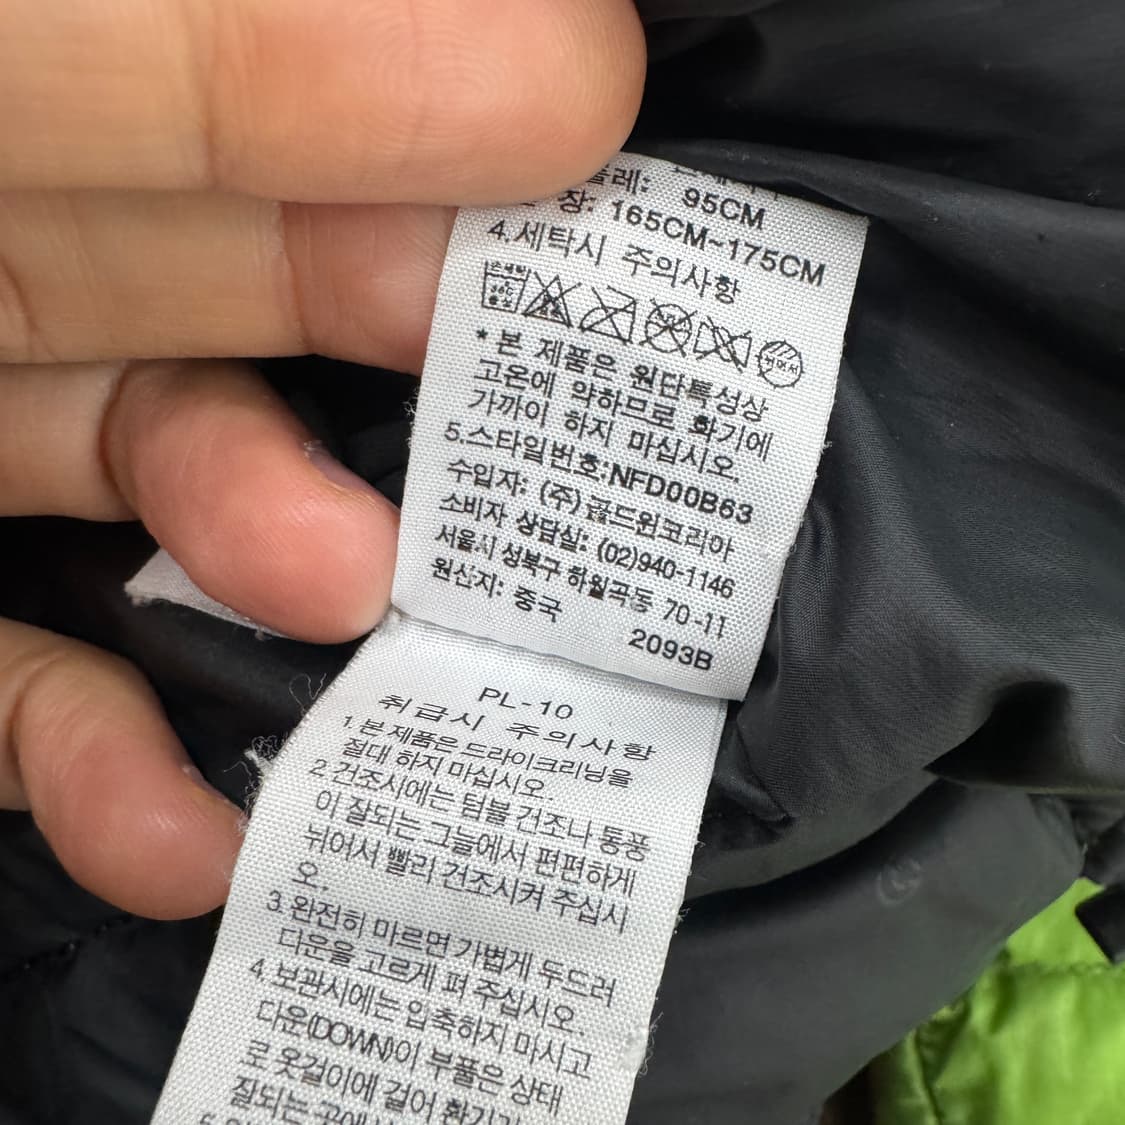 둘레: 95CM
장: 165CM~175CM
4.세탁시 주의사항
* 본 제품은 원단특성상
고온에 약하므로 화기에
가까이 하지 마십시오.
5.스타일번호:NFD00B63
수입자: (주)골드윈코리아
소비자 상담실: (02)940-1146
서울시 성북구 하월곡동 70-11
원산지: 중국
2093B
PL-10
취급시 주의사항
1.본 제품은 드라이크리닝을
절대 하지 마십시오.
2.건조시에는 텀블 건조나 통풍
이 잘되는 그늘에서 편편하게
뉘어서 빨리 건조시켜 주십시
오.
3.완전히 마르면 가볍게 두드려
다운을 고르게 펴 주십시오.
4.보관시에는 압축하지 마시고
다운(DOWN)이 부풀은 상태
로 옷걸이에 걸어 환기가
잘되는